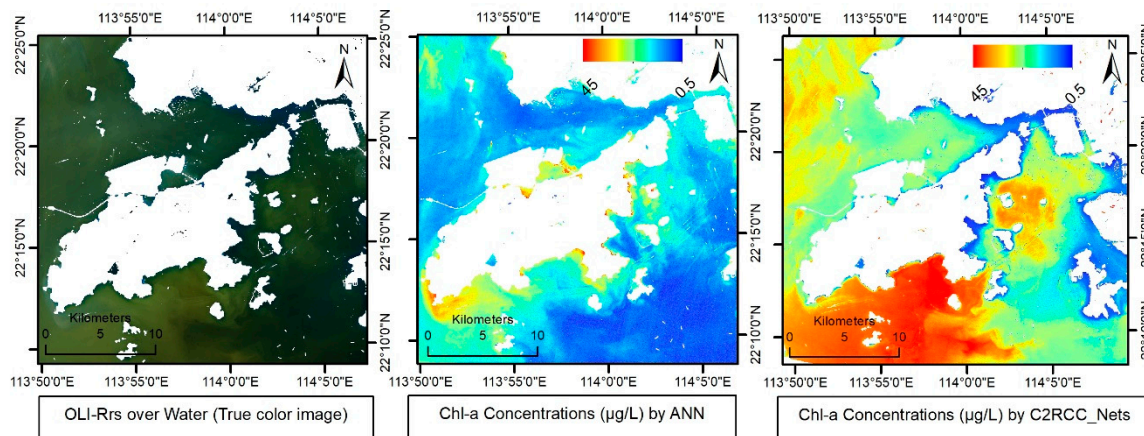 113°55'0"E 114°0'0"E 114°5'0"E
113°50'0"E 113°55'0"E 114°0'0"E 114°5'0"E
113°50'0"E 113°55'0"E 114°0'0"E 114°5'0"E
22°25'0"N
22°20'0"N
22°15'0"N
22°10'0"N
N
Kilometers
0 5 10
22°25'0"N
22°20'0"N
22°15'0"N
22°10'0"N
N
45 0.5
Kilometers
0 5 10
N
45 0.5
Kilometers
0 5 10
113°50'0"E 113°55'0"E 114°0'0"E 114°5'0"E
113°50'0"E 113°55'0"E 114°0'0"E 114°5'0"E
113°50'0"E 113°55'0"E 114°0'0"E 114°5'0"E
OLI-Rrs over Water (True color image)
Chl-a Concentrations (µg/L) by ANN
Chl-a Concentrations (µg/L) by C2RCC_Nets